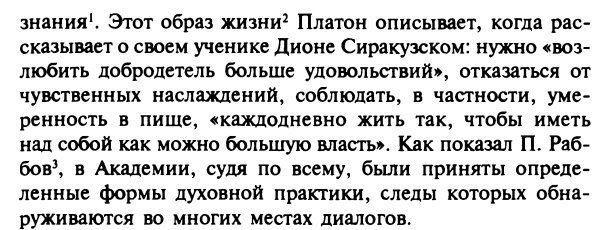 знания¹. Этот образ жизни² Платон описывает, когда рас-
сказывает о своем ученике Дионе Сиракузском: нужно «воз-
любить добродетель больше удовольствий», отказаться от
чувственных наслаждений, соблюдать, в частности, уме-
ренность в пище, «каждодневно жить так, чтобы иметь
над собой как можно большую власть». Как показал П. Раб-
бов³, в Академии, судя по всему, были приняты опреде-
ленные формы духовной практики, следы которых обна-
руживаются во многих местах диалогов.